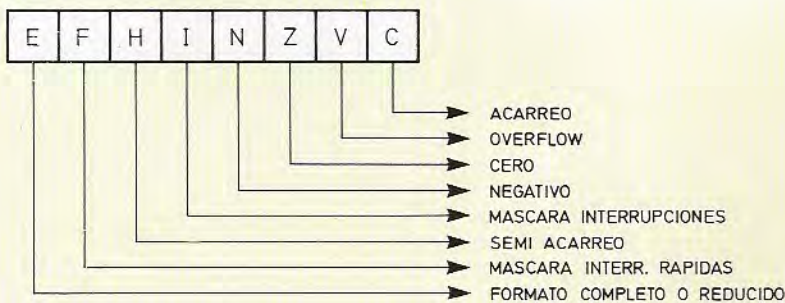 E F H I N Z V C
ACARREO
OVERFLOW
CERO
NEGATIVO
MASCARA INTERRUPCIONES
SEMI ACARREO
MASCARA INTERR. RAPIDAS
FORMATO COMPLETO O REDUCIDO